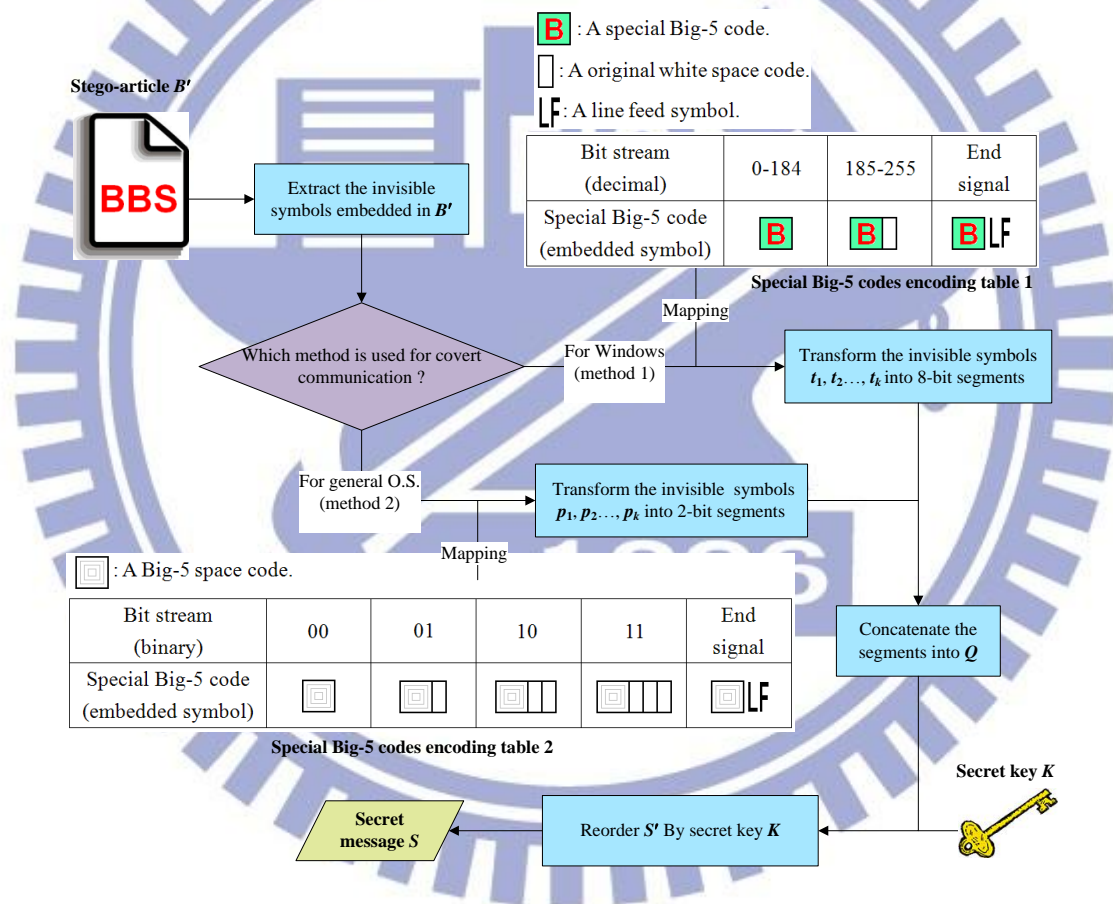 B : A special Big-5 code.
: A original white space code.
LF : A line feed symbol.
Stego-article B'
BBS
Extract the invisible
symbols embedded in B'
Bit stream
(decimal)
0-184
185-255
End
signal
Special Big-5 code
(embedded symbol)
B
B
B LF
Special Big-5 codes encoding table 1
Mapping
Which method is used for covert
communication ?
For Windows
(method 1)
Transform the invisible symbols
t1, t2…, tk into 8-bit segments
For general O.S.
(method 2)
Transform the invisible symbols
p1, p2…, pk into 2-bit segments
Mapping
1896
: A Big-5 space code.
Bit stream
(binary)
00
01
10
11
End
signal
Special Big-5 code
(embedded symbol)
LF
Special Big-5 codes encoding table 2
Concatenate the
segments into Q
Secret key K
Reorder S' By secret key K
Secret
message S